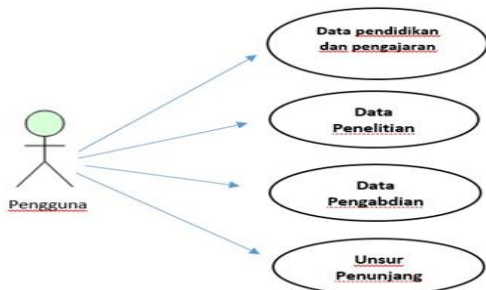 Data pendidikan
dan pengajaran
Data
Penelitian
Pengguna
Data
Pengabdian
Unsur
Penunjang